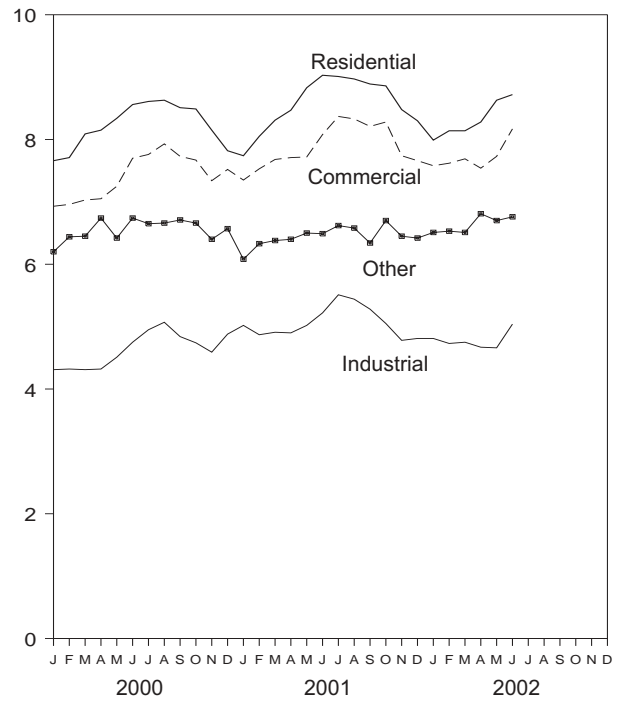 10
Residential
8
Commercial
6
Other
Industrial
4
2
0
J F M A M J J A S O N D J F M A M J J A S O N D J F M A M J J A S O N D
2000 2001 2002